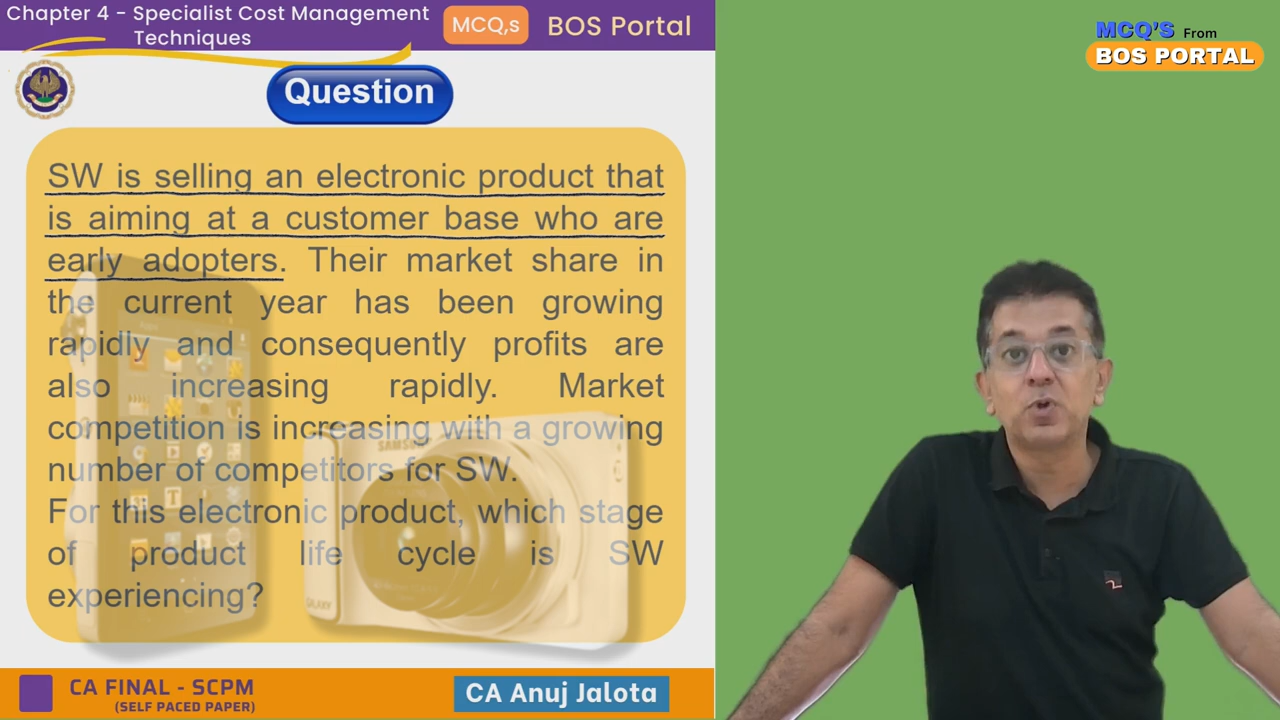 Chapter 4 - Specialist Cost Management
Techniques
MCQ,s
BOS Portal
MCQ'S From
BOS PORTAL
Question
SW is selling an electronic product that
is aiming at a customer base who are
early adopters. Their market share in
the current year has been growing
rapidly and consequently profits are
also increasing rapidly. Market
competition is increasing with a growing
number of competitors for SW.
For this electronic product, which stage
of product life cycle is SW
experiencing?
SAMSUNG
GALAXY
CA FINAL - SCPM
(SELF PACED PAPER)
CA Anuj Jalota